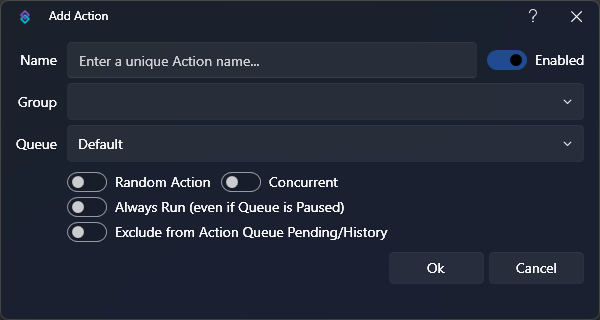 Add Action ?
Name Enter a unique Action name... Enabled
Group
Queue Default
Random Action Concurrent
Always Run (even if Queue is Paused)
Exclude from Action Queue Pending/History
Ok Cancel